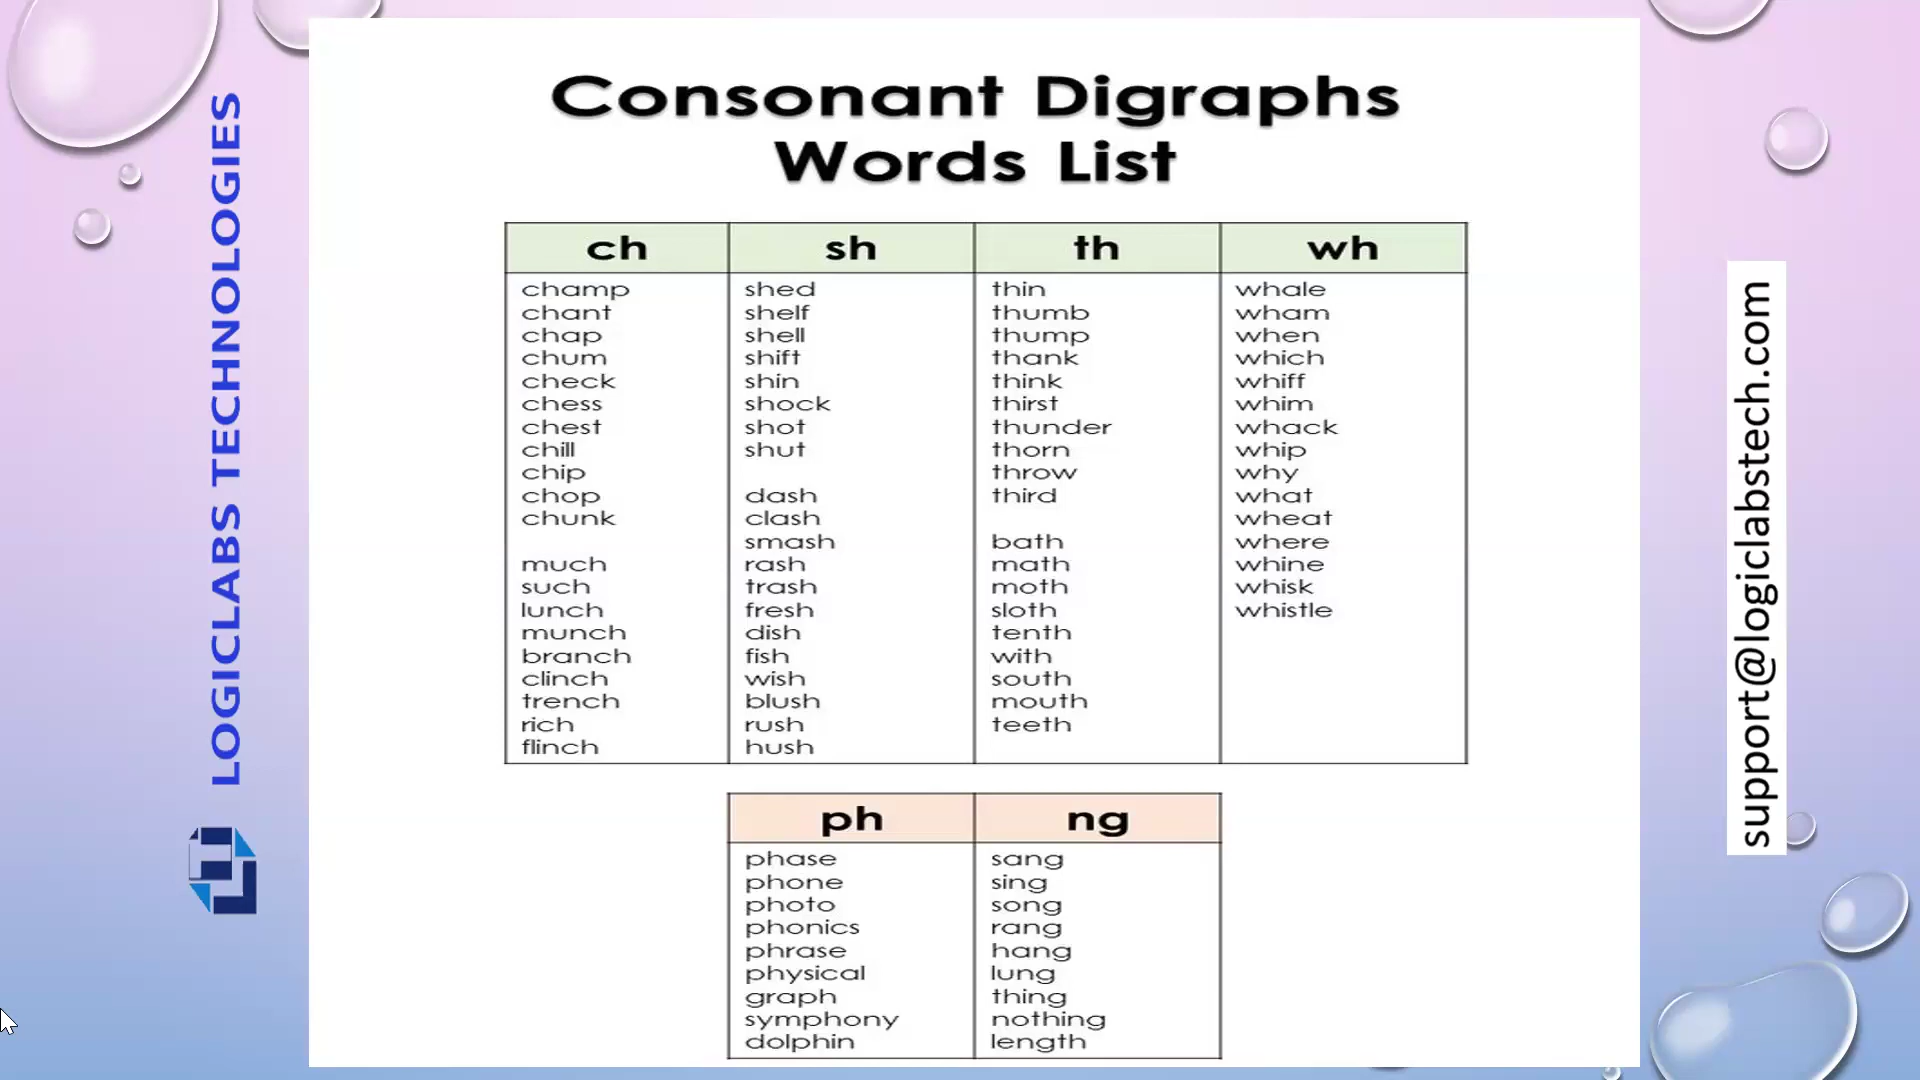 LOGICLABS TECHNOLOGIES
Consonant Digraphs
Words List
ch
champ
chant
chap
chum
check
chess
chest
chill
chip
chop
chunk
much
such
lunch
munch
branch
clinch
trench
rich
flinch
sh
shed
shelf
shell
shift
shin
shock
shot
shut
dash
clash
smash
rash
trash
fresh
dish
fish
wish
blush
rush
hush
th
thin
thumb
thump
thank
think
thirst
thunder
thorn
throw
third
bath
math
moth
sloth
tenth
with
south
mouth
teeth
wh
whale
wham
when
which
whiff
whim
whack
whip
why
what
wheat
where
whine
whisk
whistle
ph
phase
phone
photo
phonics
phrase
physical
graph
symphony
dolphin
ng
sang
sing
song
rang
hang
lung
thing
nothing
length
support@logiclabstech.com